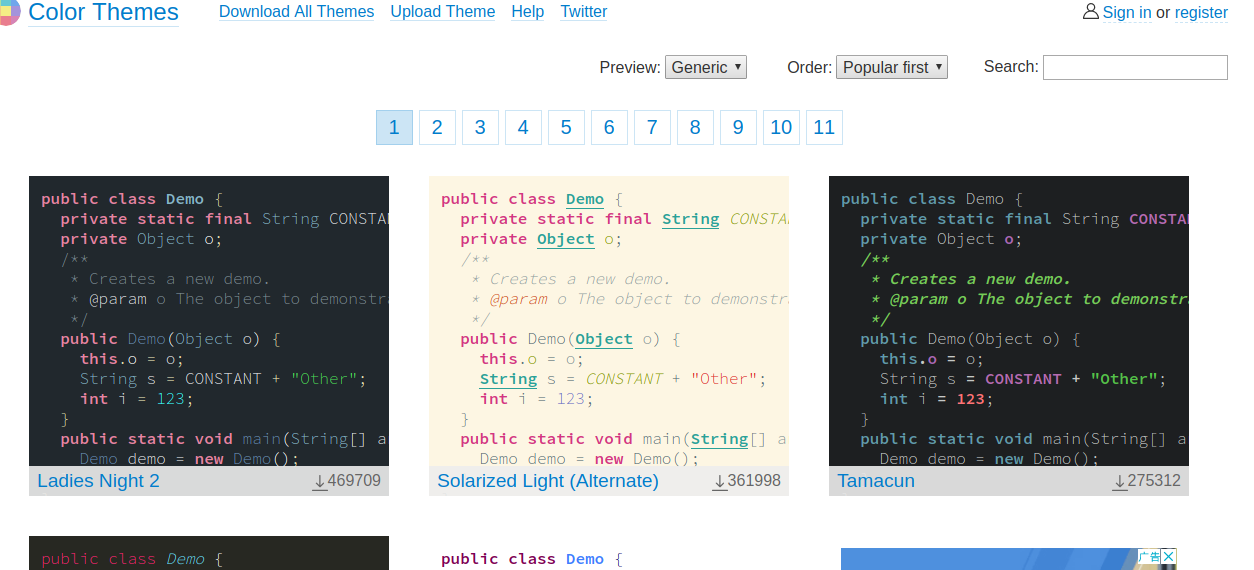 Color Themes
Download All Themes Upload Theme Help Twitter
Sign in or register
Preview: Generic Order: Popular first Search:
1 2 3 4 5 6 7 8 9 10 11
public class Demo {
private static final String CONSTA
private Object o;
/**
* Creates a new demo.
* @param o The object to demonstr
*/
public Demo(Object o) {
this.o = o;
String s = CONSTANT + "Other";
int i = 123;
}
public static void main(String[] a
Demo demo = new Demo();
Ladies Night 2 469709
public class Demo {
private static final String CONSTA
private Object o;
/**
* Creates a new demo.
* @param o The object to demonstr
*/
public Demo(Object o) {
this.o = o;
String s = CONSTANT + "Other";
int i = 123;
}
public static void main(String[] a
Demo demo = new Demo();
Solarized Light (Alternate) 361998
public class Demo {
private static final String CONSTA
private Object o;
/**
* Creates a new demo.
* @param o The object to demonstr
*/
public Demo(Object o) {
this.o = o;
String s = CONSTANT + "Other";
int i = 123;
}
public static void main(String[] a
Demo demo = new Demo();
Tamacun 275312
public class Demo {
public class Demo {
广告